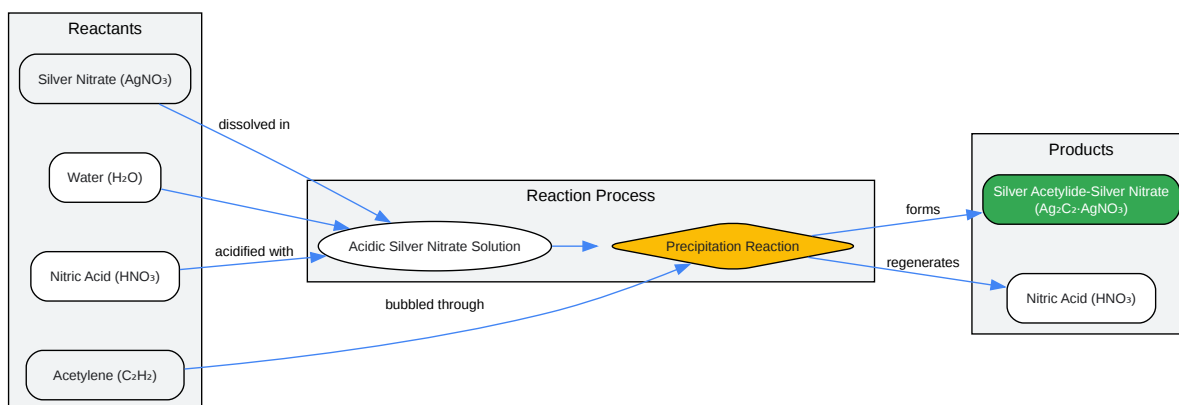 Reactants
Silver Nitrate (AgNO₃)
dissolved in
Water (H₂O)
Nitric Acid (HNO₃)
acidified with
Acetylene (C₂H₂)
bubbled through
Reaction Process
Acidic Silver Nitrate Solution
Precipitation Reaction
forms
regenerates
Products
Silver Acetylide-Silver Nitrate
(Ag₂C₂·AgNO₃)
Nitric Acid (HNO₃)